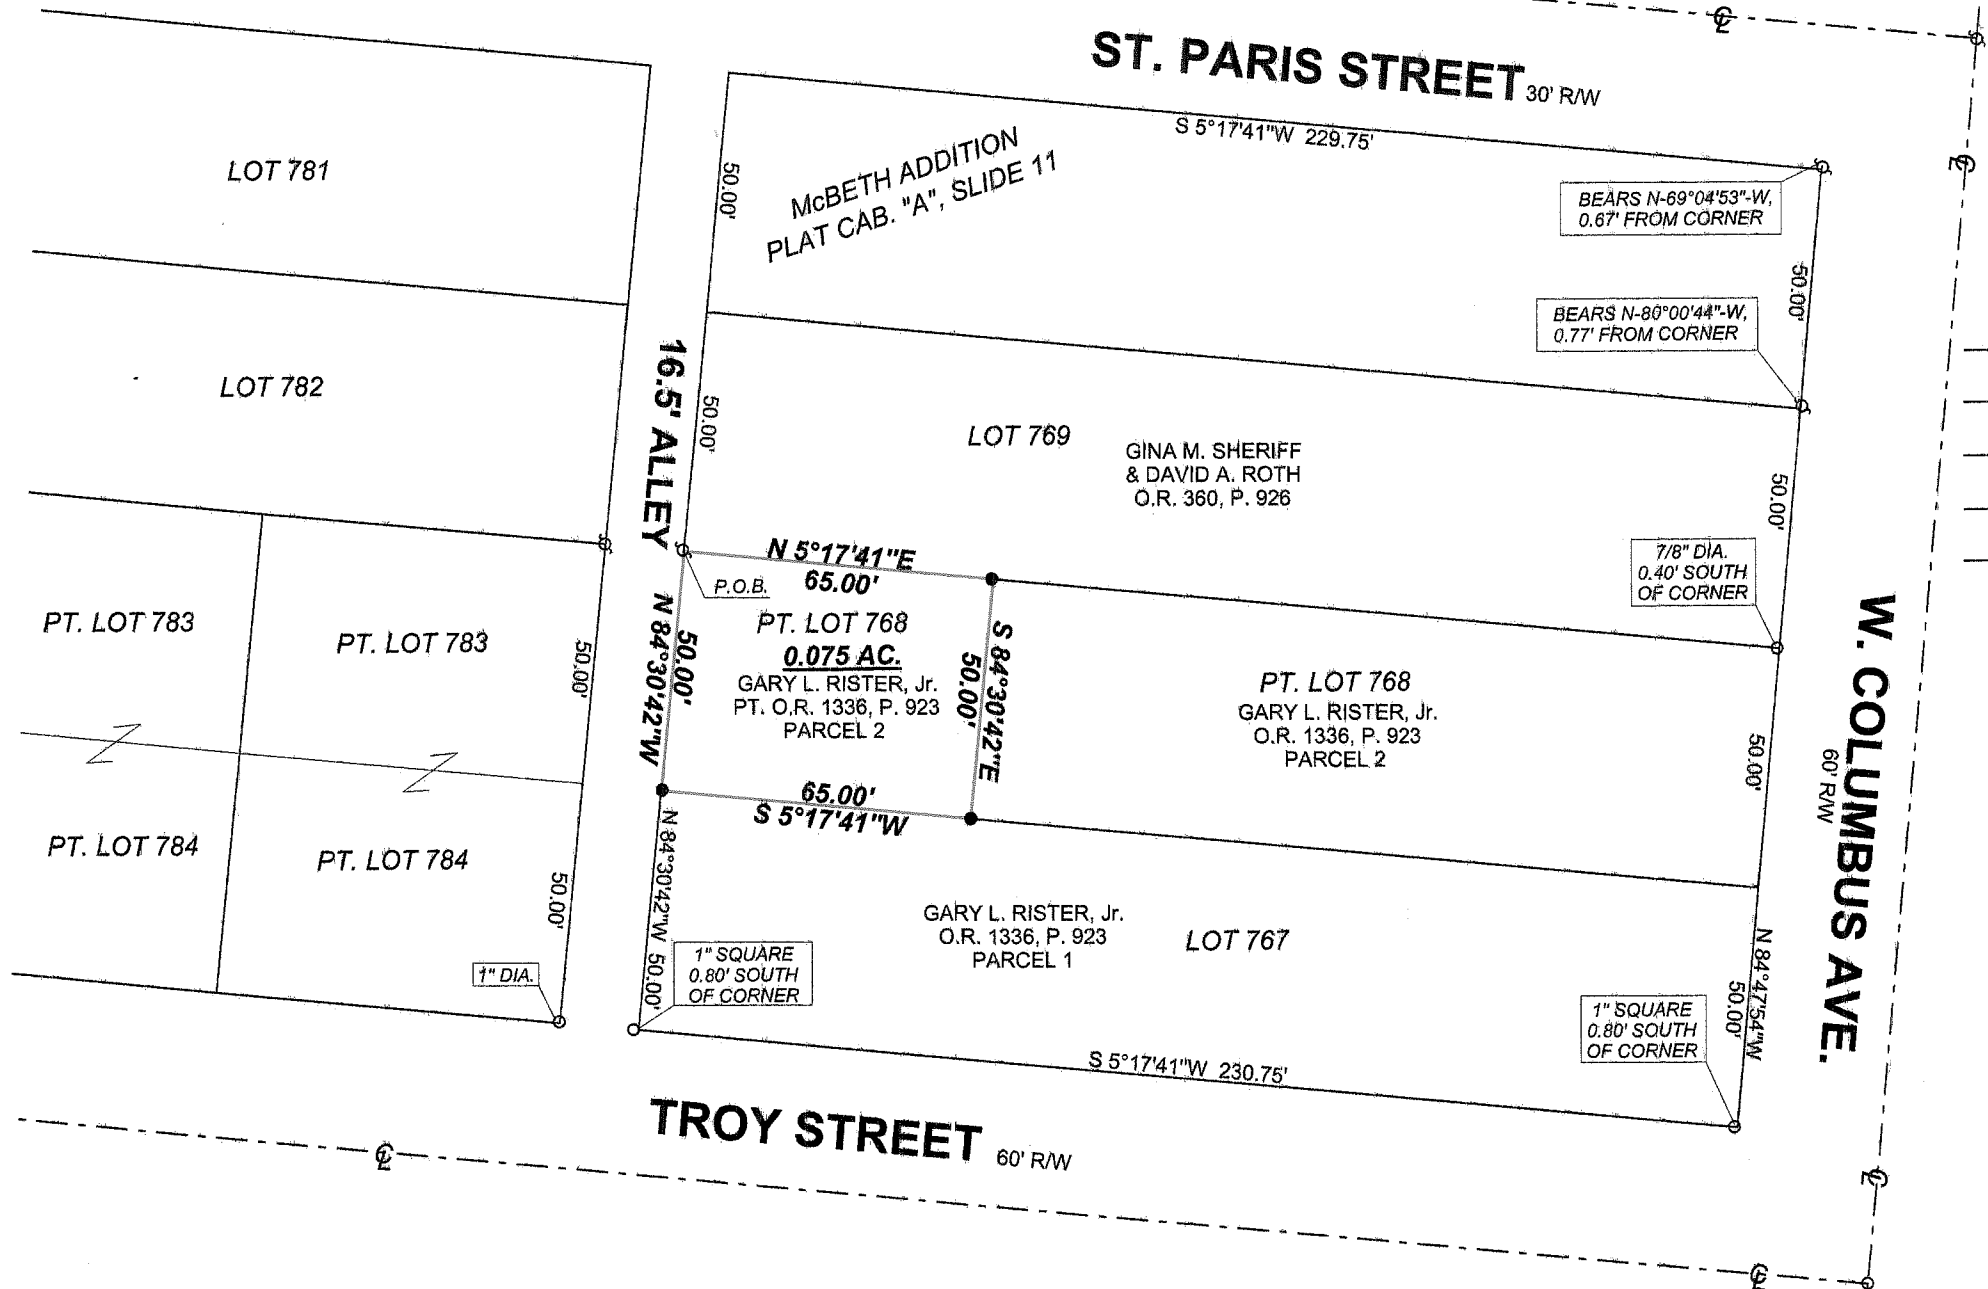 ST. PARIS STREET 30' R/W
S 5°17'41"W 229.75'
LOT 781
McBETH ADDITION
PLAT CAB. "A", SLIDE 11
50.00'
BEARS N-69°04'53"-W,
0.67' FROM CORNER
50.00'
BEARS N-80°00'44"-W,
0.77' FROM CORNER
LOT 782
16.5' ALLEY
50.00'
LOT 769
GINA M. SHERIFF
& DAVID A. ROTH
O.R. 360, P. 926
50.00'
7/8" DIA.
0.40' SOUTH
OF CORNER
N 5°17'41"E
65.00'
P.O.B.
PT. LOT 783
PT. LOT 783
50.00'
N 84°30'42"W
50.00'
PT. LOT 768
0.075 AC.
GARY L. RISTER, Jr.
PT. O.R. 1336, P. 923
PARCEL 2
S 84°30'42"E
50.00'
PT. LOT 768
GARY L. RISTER, Jr.
O.R. 1336, P. 923
PARCEL 2
50.00'
W. COLUMBUS AVE.
60' R/W
65.00'
S 5°17'41"W
PT. LOT 784
PT. LOT 784
50.00'
N 84°30'42"W 50.00'
GARY L. RISTER, Jr.
O.R. 1336, P. 923
PARCEL 1
LOT 767
1" DIA.
1" SQUARE
0.80' SOUTH
OF CORNER
N 84°47'54"W
50.00'
1" SQUARE
0.80' SOUTH
OF CORNER
S 5°17'41"W 230.75'
TROY STREET 60' R/W